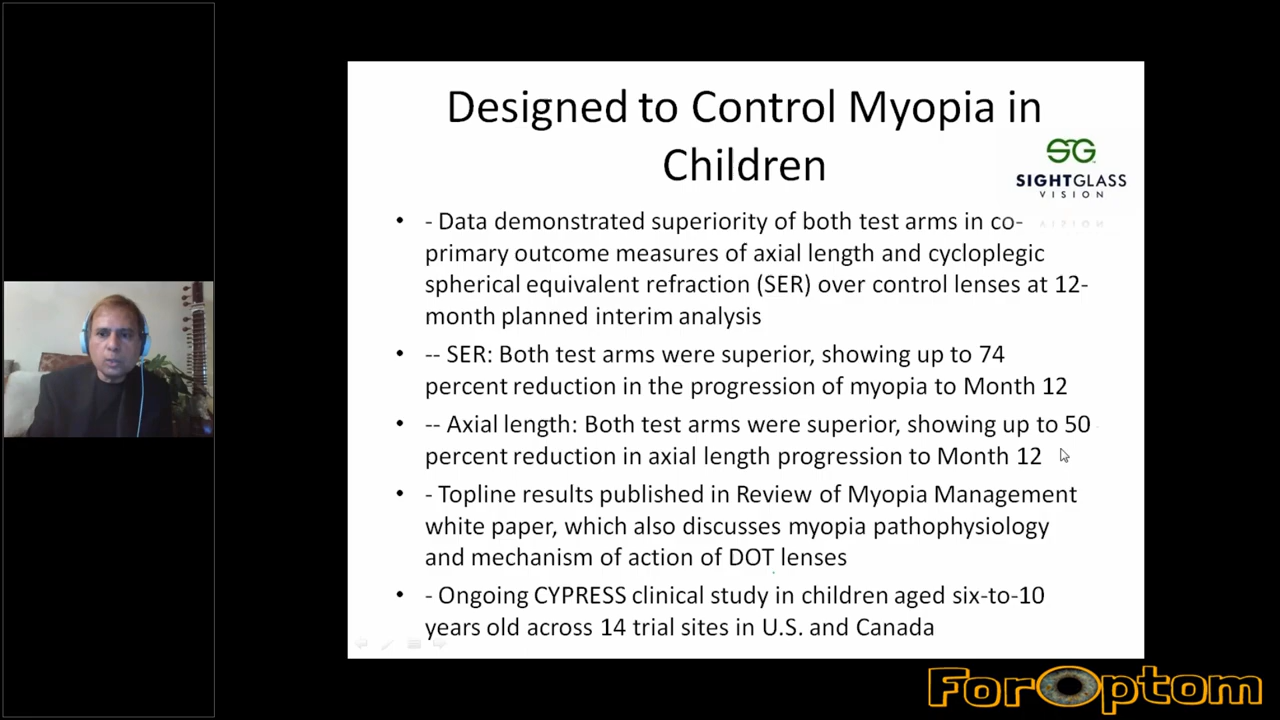 Designed to Control Myopia in
Children
SG
SIGHTGLASS
VISION
• - Data demonstrated superiority of both test arms in co-
primary outcome measures of axial length and cycloplegic
spherical equivalent refraction (SER) over control lenses at 12-
month planned interim analysis
• -- SER: Both test arms were superior, showing up to 74
percent reduction in the progression of myopia to Month 12
• -- Axial length: Both test arms were superior, showing up to 50
percent reduction in axial length progression to Month 12
• - Topline results published in Review of Myopia Management
white paper, which also discusses myopia pathophysiology
and mechanism of action of DOT lenses
• - Ongoing CYPRESS clinical study in children aged six-to-10
years old across 14 trial sites in U.S. and Canada
ForOptom